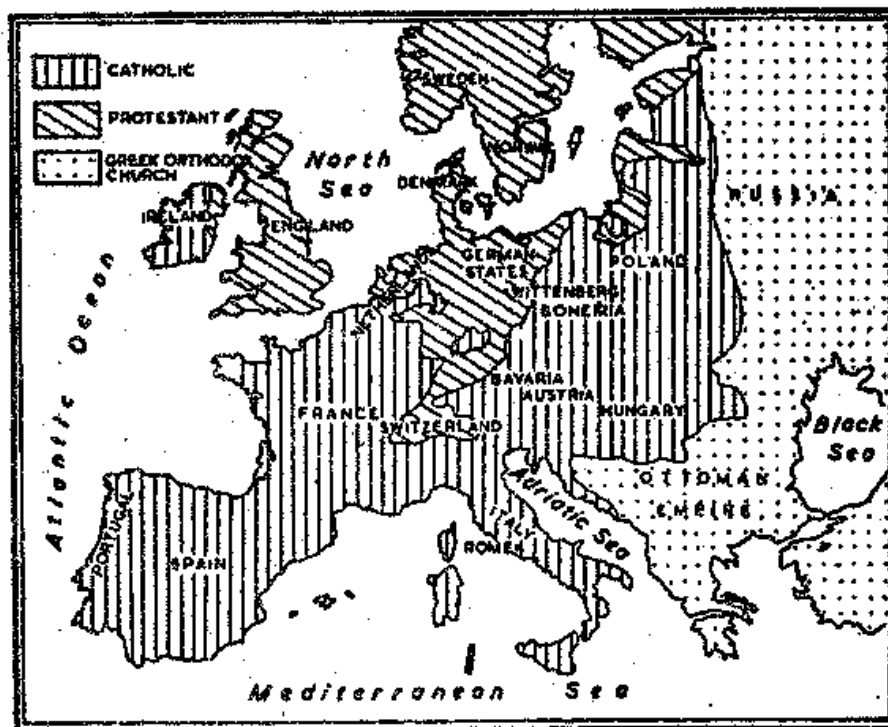 CATHOLIC
PROTESTANT
GREEK ORTHODOX
CHURCH
North
Sea
SWEDEN
NORWAY
DENMARK
RUSSIA
IRELAND
ENGLAND
NETHERLANDS
GERMAN
STATES
POLAND
WITTENBERG
BOHEMIA
Atlantic Ocean
BAVARIA
AUSTRIA
FRANCE
SWITZERLAND
HUNGARY
Black
Sea
OTTOMAN
EMPIRE
Adriatic Sea
ITALY
ROME
PORTUGAL
SPAIN
Mediterranean Sea